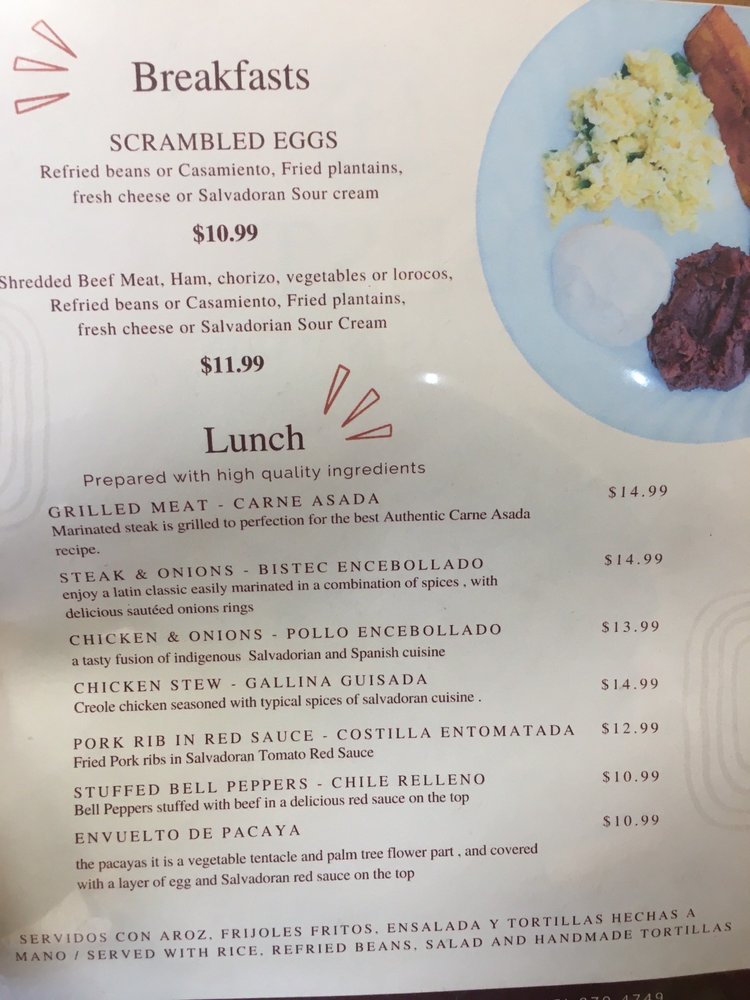 Breakfasts
SCRAMBLED EGGS
Refried beans or Casamiento, Fried plantains,
fresh cheese or Salvadoran Sour cream
$10.99
Shredded Beef Meat, Ham, chorizo, vegetables or lorocos,
Refried beans or Casamiento, Fried plantains,
fresh cheese or Salvadorian Sour Cream
$11.99
Lunch
Prepared with high quality ingredients
GRILLED MEAT - CARNE ASADA $14.99
Marinated steak is grilled to perfection for the best Authentic Carne Asada
recipe.
STEAK & ONIONS - BISTEC ENCEBOLLADO $14.99
enjoy a latin classic easily marinated in a combination of spices , with
delicious sautéed onions rings
CHICKEN & ONIONS - POLLO ENCEBOLLADO $13.99
a tasty fusion of indigenous Salvadorian and Spanish cuisine
CHICKEN STEW - GALLINA GUISADA $14.99
Creole chicken seasoned with typical spices of salvadoran cuisine .
PORK RIB IN RED SAUCE - COSTILLA ENTOMATADA $12.99
Fried Pork ribs in Salvadoran Tomato Red Sauce
STUFFED BELL PEPPERS - CHILE RELLENO $10.99
Bell Peppers stuffed with beef in a delicious red sauce on the top
ENVUELTO DE PACAYA $10.99
the pacayas it is a vegetable tentacle and palm tree flower part , and covered
with a layer of egg and Salvadoran red sauce on the top
SERVIDOS CON AROZ, FRIJOLES FRITOS, ENSALADA Y TORTILLAS HECHAS A
MANO / SERVED WITH RICE, REFRIED BEANS, SALAD AND HANDMADE TORTILLAS
4749